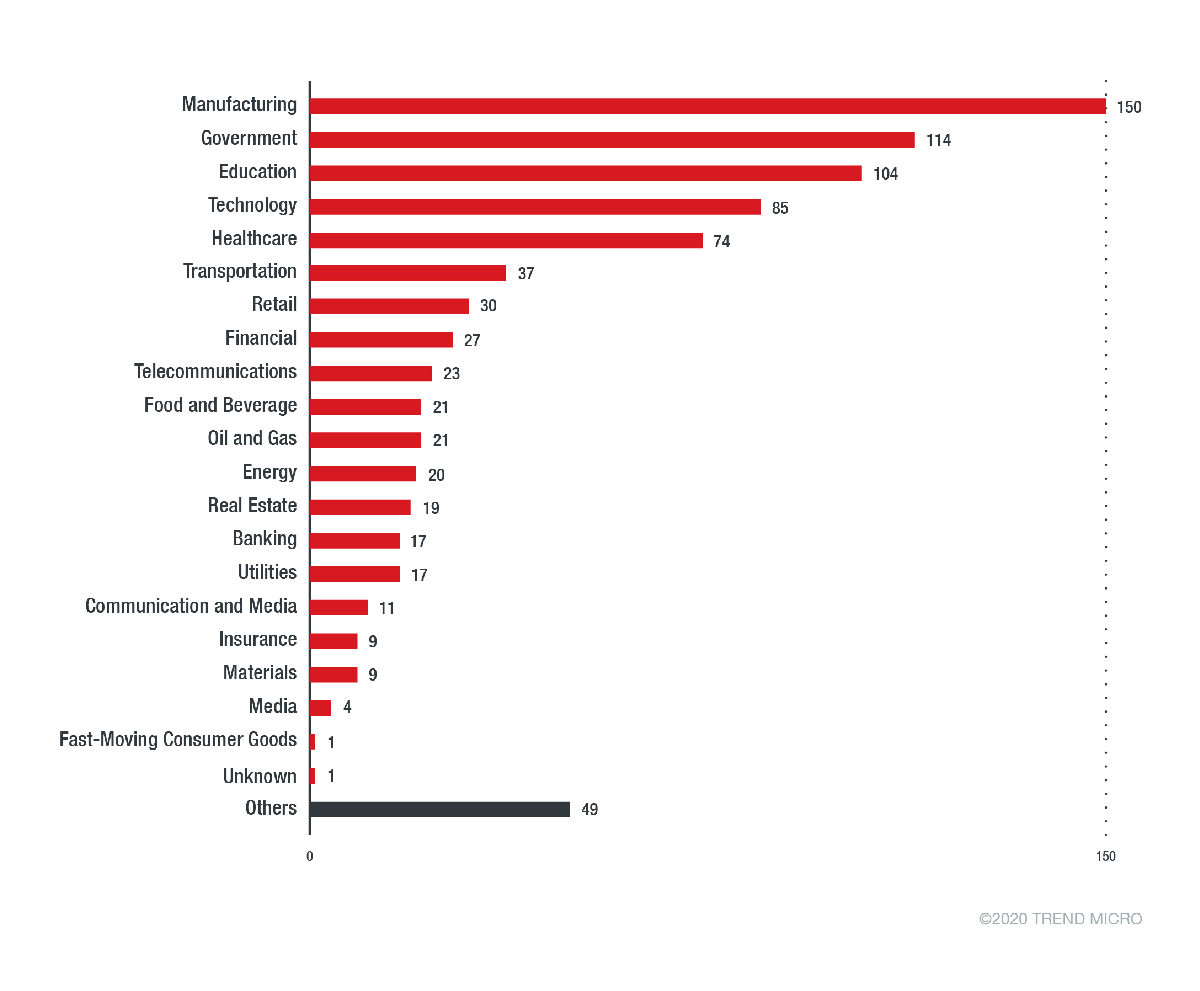 Manufacturing 150
Government 114
Education 104
Technology 85
Healthcare 74
Transportation 37
Retail 30
Financial 27
Telecommunications 23
Food and Beverage 21
Oil and Gas 21
Energy 20
Real Estate 19
Banking 17
Utilities 17
Communication and Media 11
Insurance 9
Materials 9
Media 4
Fast-Moving Consumer Goods 1
Unknown 1
Others 49
0 150
©2020 TREND MICRO